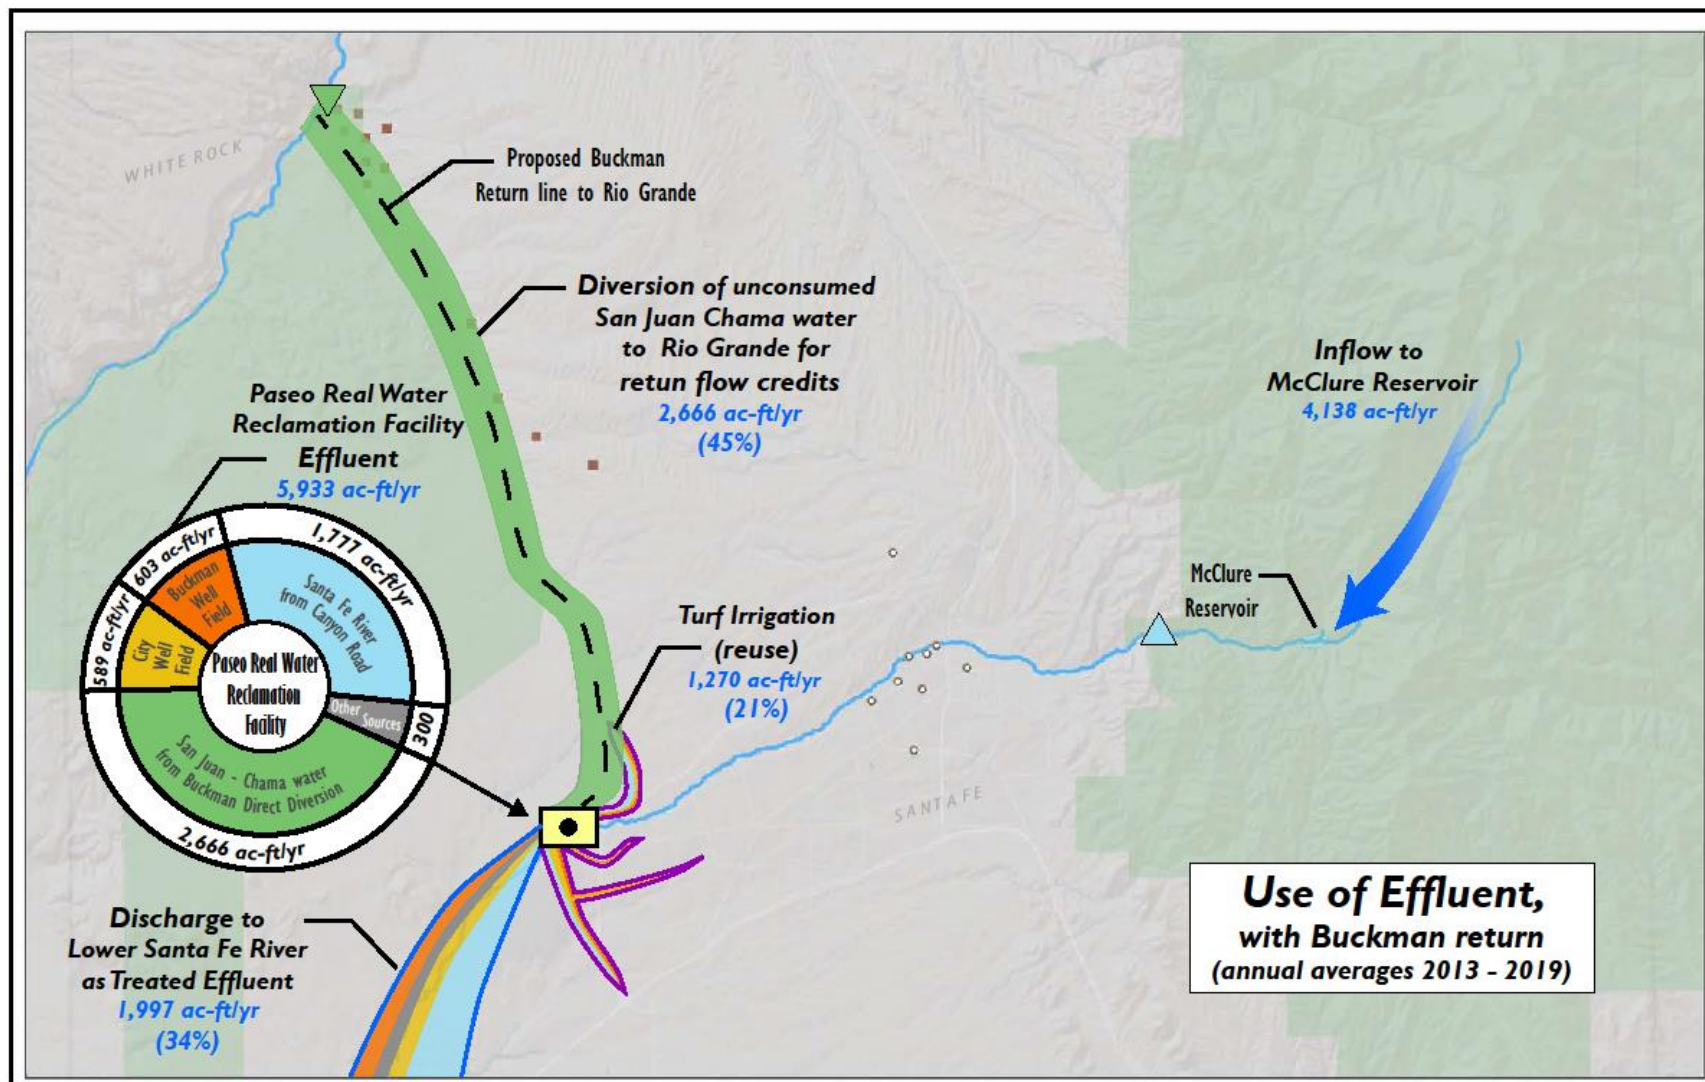 WHITE ROCK
Proposed Buckman
Return line to Rio Grande
Diversion of unconsumed
San Juan Chama water
to Rio Grande for
retun flow credits
2,666 ac-ft/yr
(45%)
Inflow to
McClure Reservoir
4,138 ac-ft/yr
Paseo Real Water
Reclamation Facility
Effluent
5,933 ac-ft/yr
603 ac-ft/yr
1,777 ac-ft/yr
589 ac-ft/yr
300
2,666 ac-ft/yr
Buckman
Well
Field
Santa Fe River
from Canyon Road
City
Well
Field
Paseo Real Water
Reclamation
Facility
Other
Sources
San Juan - Chama water
from Buckman Direct Diversion
McClure
Reservoir
Turf Irrigation
(reuse)
1,270 ac-ft/yr
(21%)
SANTA FE
Discharge to
Lower Santa Fe River
as Treated Effluent
1,997 ac-ft/yr
(34%)
Use of Effluent,
with Buckman return
(annual averages 2013 - 2019)